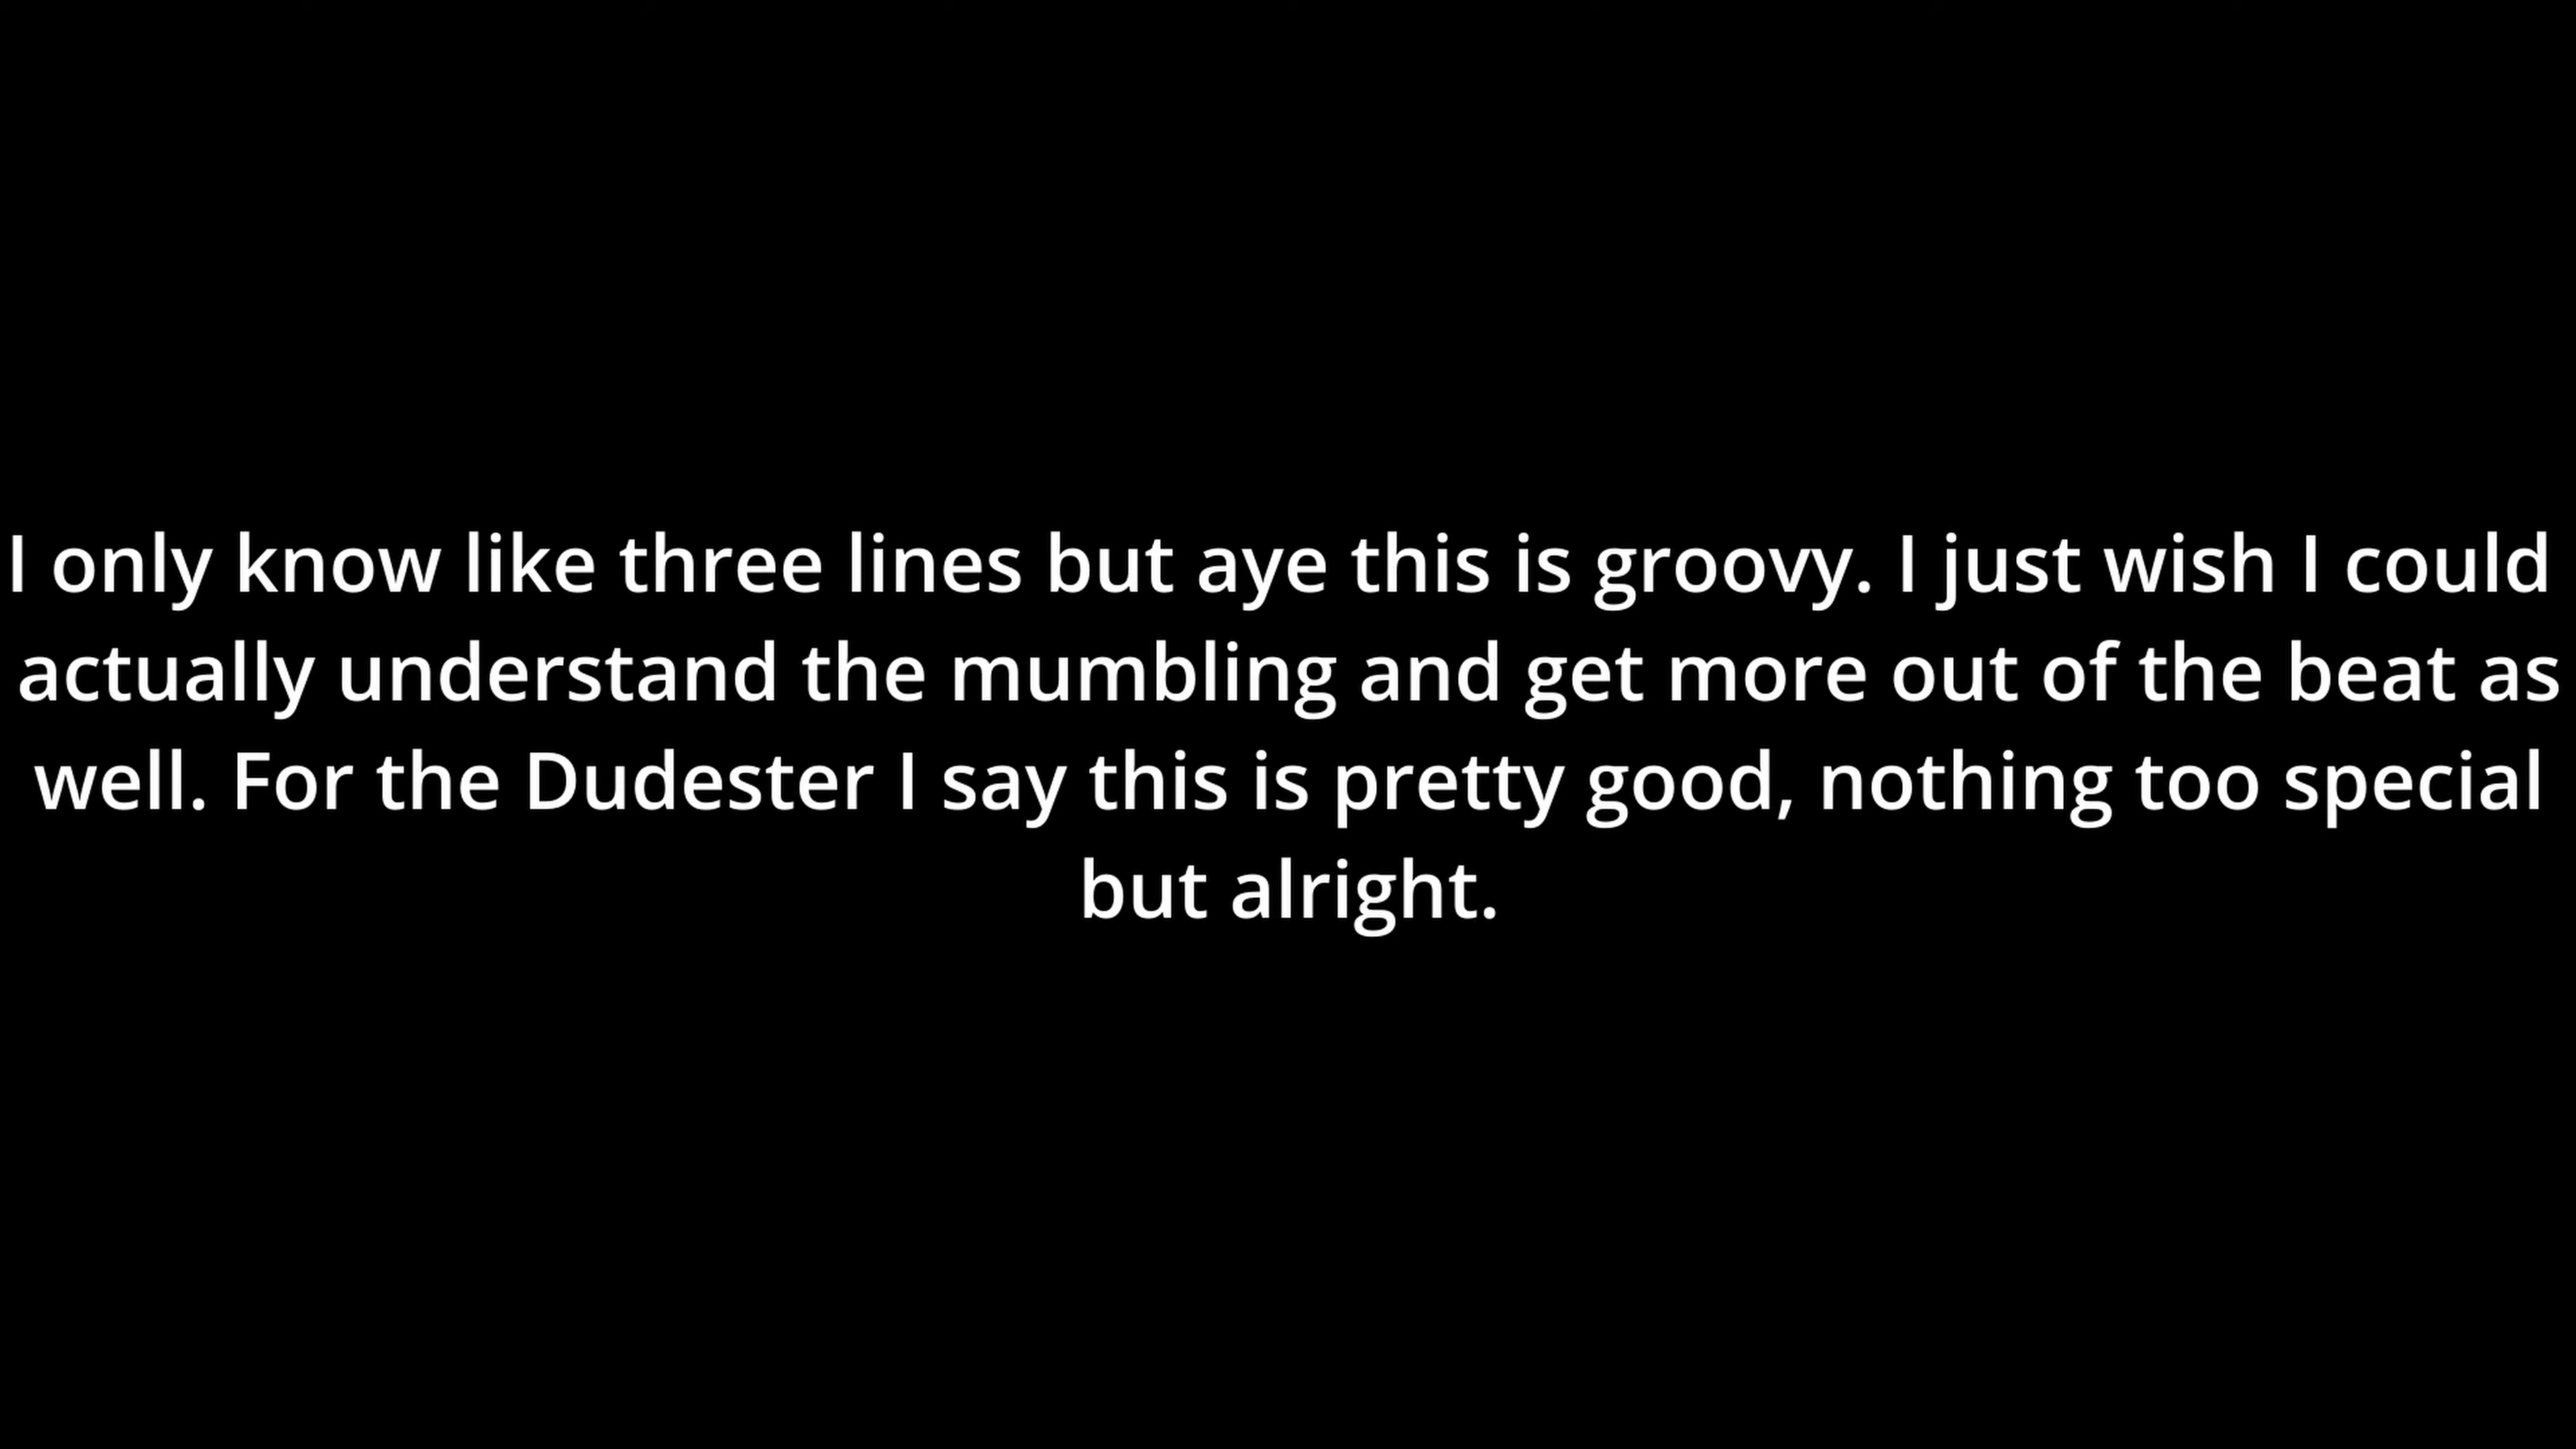 I only know like three lines but aye this is groovy. I just wish I could
actually understand the mumbling and get more out of the beat as
well. For the Dudester I say this is pretty good, nothing too special
but alright.